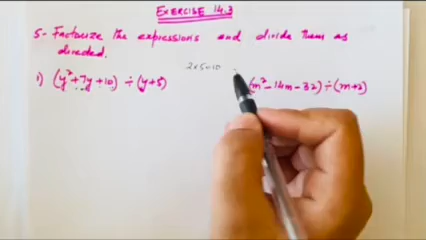 EXERCISE 14.3
5- Factorize the expressions and divide them as
directed.
2×5=10
1) (y²+7y+10) ÷ (y+5)
(m²-14m-32) ÷ (m+2)